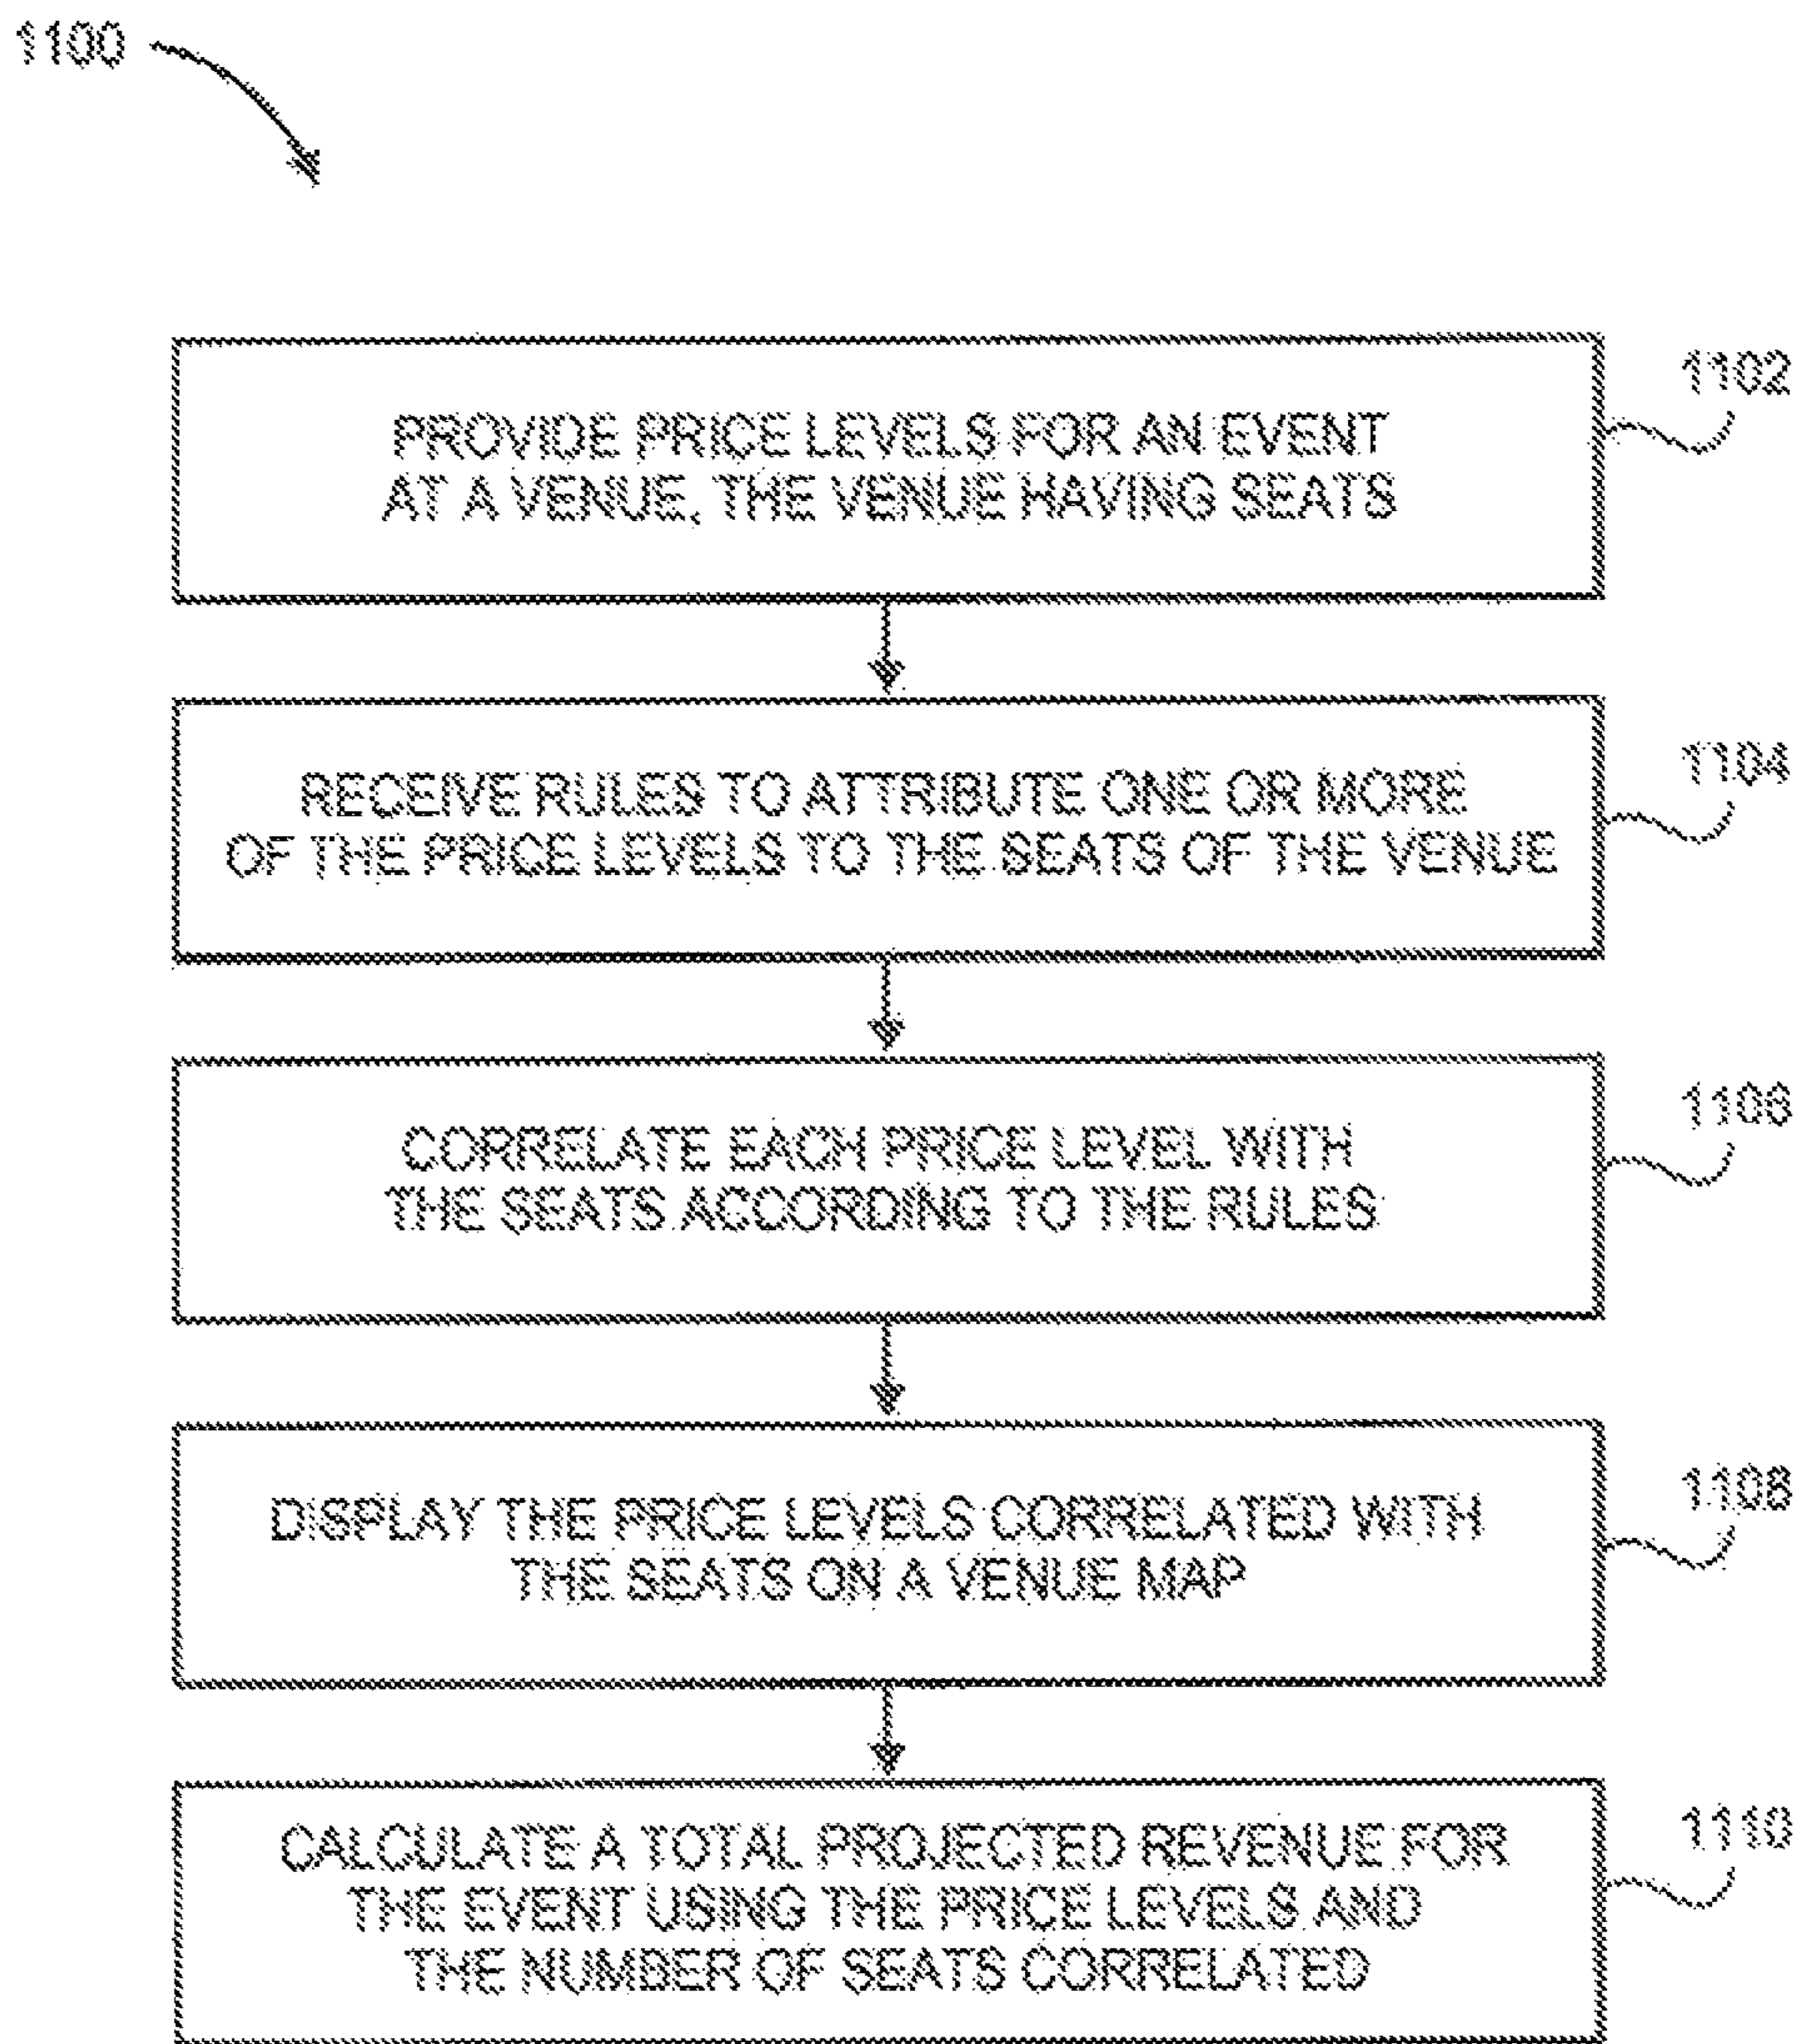 1100
1102
PROVIDE PRICE LEVELS FOR AN EVENT
AT A VENUE, THE VENUE HAVING SEATS
1104
RECEIVE RULES TO ATTRIBUTE ONE OR MORE
OF THE PRICE LEVELS TO THE SEATS OF THE VENUE
1106
CORRELATE EACH PRICE LEVEL WITH
THE SEATS ACCORDING TO THE RULES
1108
DISPLAY THE PRICE LEVELS CORRELATED WITH
THE SEATS ON A VENUE MAP
1110
CALCULATE A TOTAL PROJECTED REVENUE FOR
THE EVENT USING THE PRICE LEVELS AND
THE NUMBER OF SEATS CORRELATED